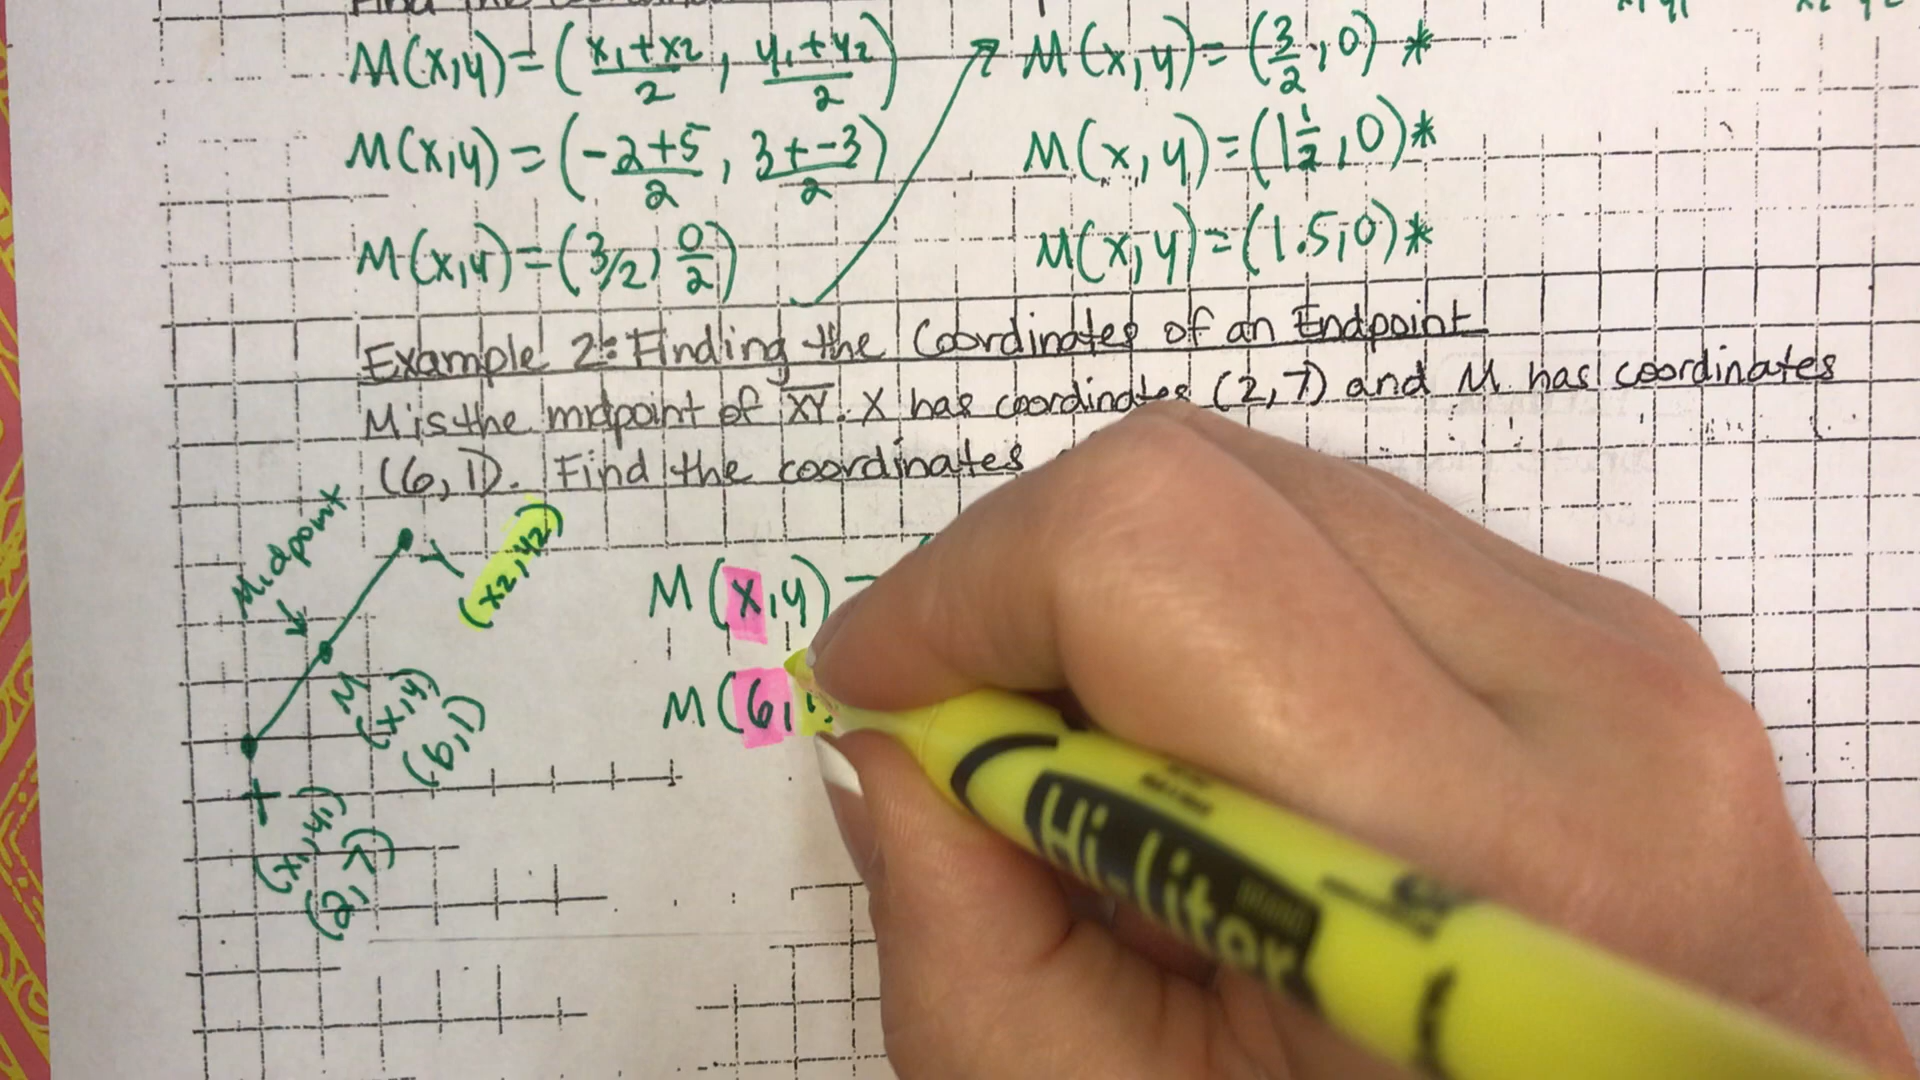 M(x,y)=(x₁+x₂/2, y₁+y₂/2)
M(x,y)=(-2+5/2, 3+-3/2)
M(x,y)=(3/2, 0/2)
M(x,y)=(3/2,0)*
M(x,y)=(1 1/2,0)*
M(x,y)=(1.5,0)*
Example 2: Finding the Coordinates of an Endpoint
M is the midpoint of XY. X has coordinates (2,7) and M has coordinates
(6,1). Find the coordinates
Midpoint
Y
(x2,y2)
M
(x,y)
(6,1)
(x₁,y₁)
(2,7)
M(x,y)
M(6,
Hi-liter